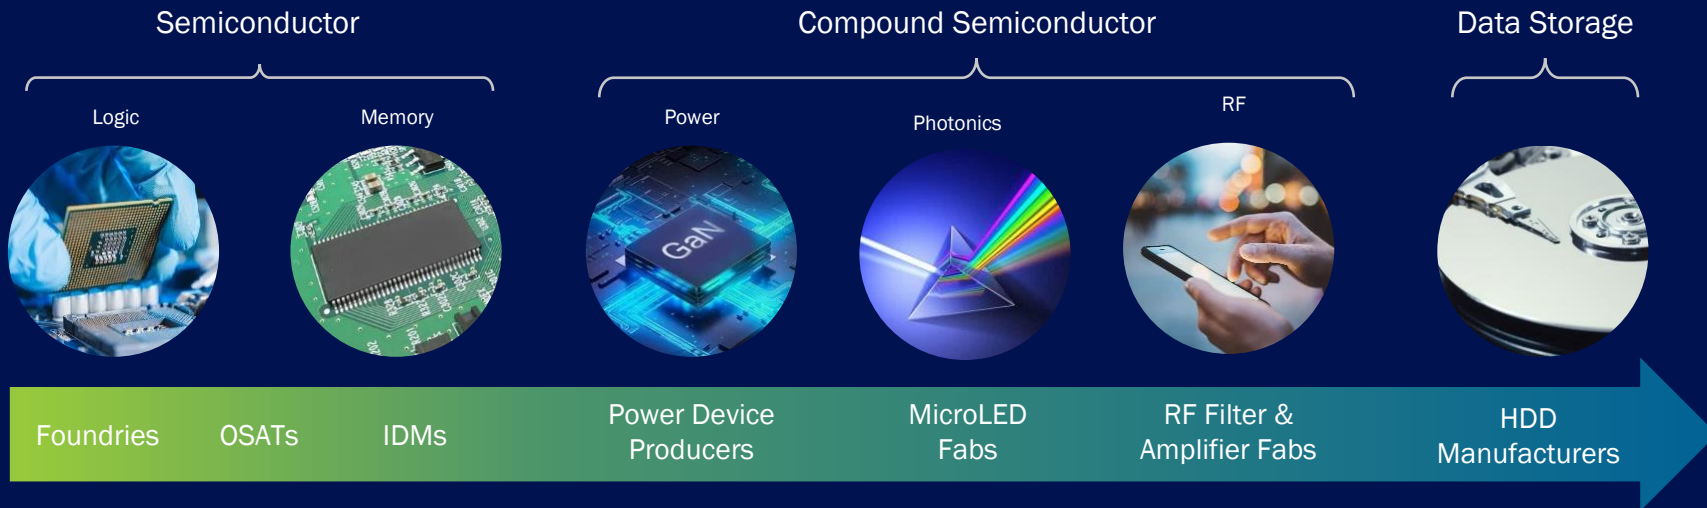 Semiconductor
Compound Semiconductor
Data Storage
Logic
Memory
Power
Photonics
RF
GaN
Foundries
OSATs
IDMs
Power Device
Producers
MicroLED
Fabs
RF Filter &
Amplifier Fabs
HDD
Manufacturers